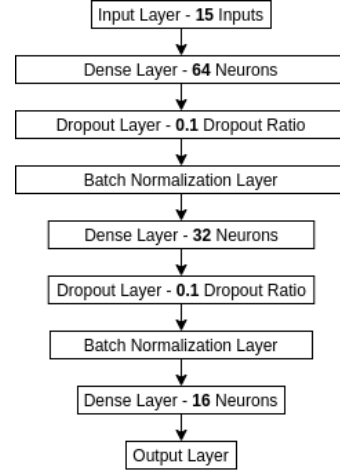 Input Layer - 15 Inputs
Dense Layer - 64 Neurons
Dropout Layer - 0.1 Dropout Ratio
Batch Normalization Layer
Dense Layer - 32 Neurons
Dropout Layer - 0.1 Dropout Ratio
Batch Normalization Layer
Dense Layer - 16 Neurons
Output Layer